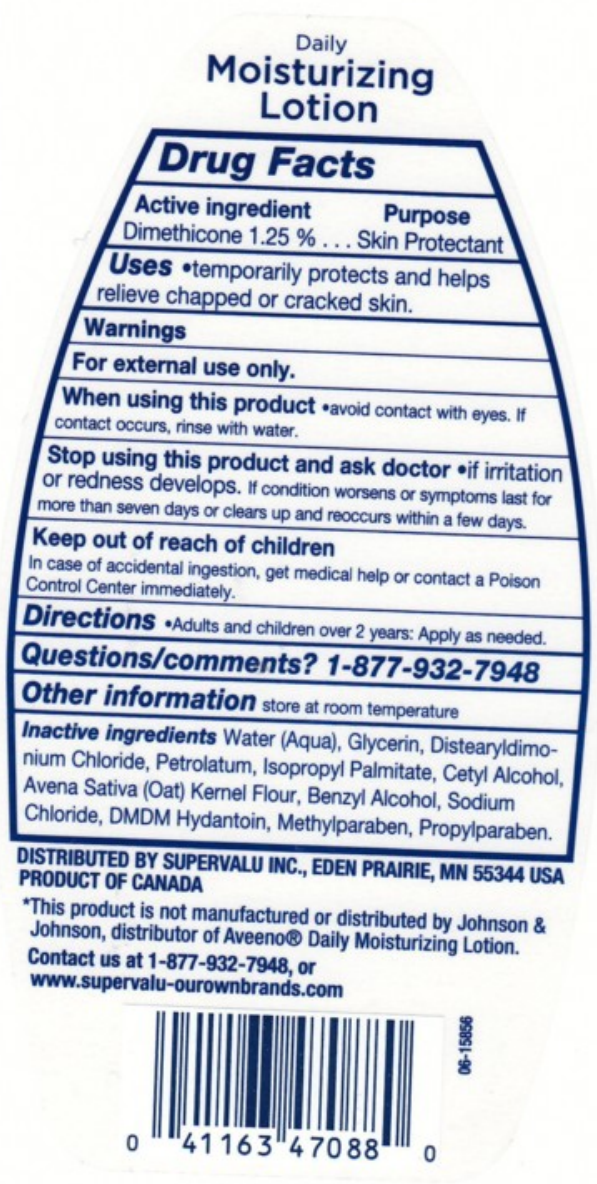 Daily
Moisturizing
Lotion
Drug Facts
Active ingredient Purpose
Dimethicone 1.25 % . . . Skin Protectant
Uses •temporarily protects and helps
relieve chapped or cracked skin.
Warnings
For external use only.
When using this product •avoid contact with eyes. If
contact occurs, rinse with water.
Stop using this product and ask doctor •if irritation
or redness develops. If condition worsens or symptoms last for
more than seven days or clears up and reoccurs within a few days.
Keep out of reach of children
In case of accidental ingestion, get medical help or contact a Poison
Control Center immediately.
Directions •Adults and children over 2 years: Apply as needed.
Questions/comments? 1-877-932-7948
Other information store at room temperature
Inactive ingredients Water (Aqua), Glycerin, Distearyldimo-
nium Chloride, Petrolatum, Isopropyl Palmitate, Cetyl Alcohol,
Avena Sativa (Oat) Kernel Flour, Benzyl Alcohol, Sodium
Chloride, DMDM Hydantoin, Methylparaben, Propylparaben.
DISTRIBUTED BY SUPERVALU INC., EDEN PRAIRIE, MN 55344 USA
PRODUCT OF CANADA
*This product is not manufactured or distributed by Johnson &
Johnson, distributor of Aveeno® Daily Moisturizing Lotion.
Contact us at 1-877-932-7948, or
www.supervalu-ourownbrands.com
06-15856
0 41163 47088 0